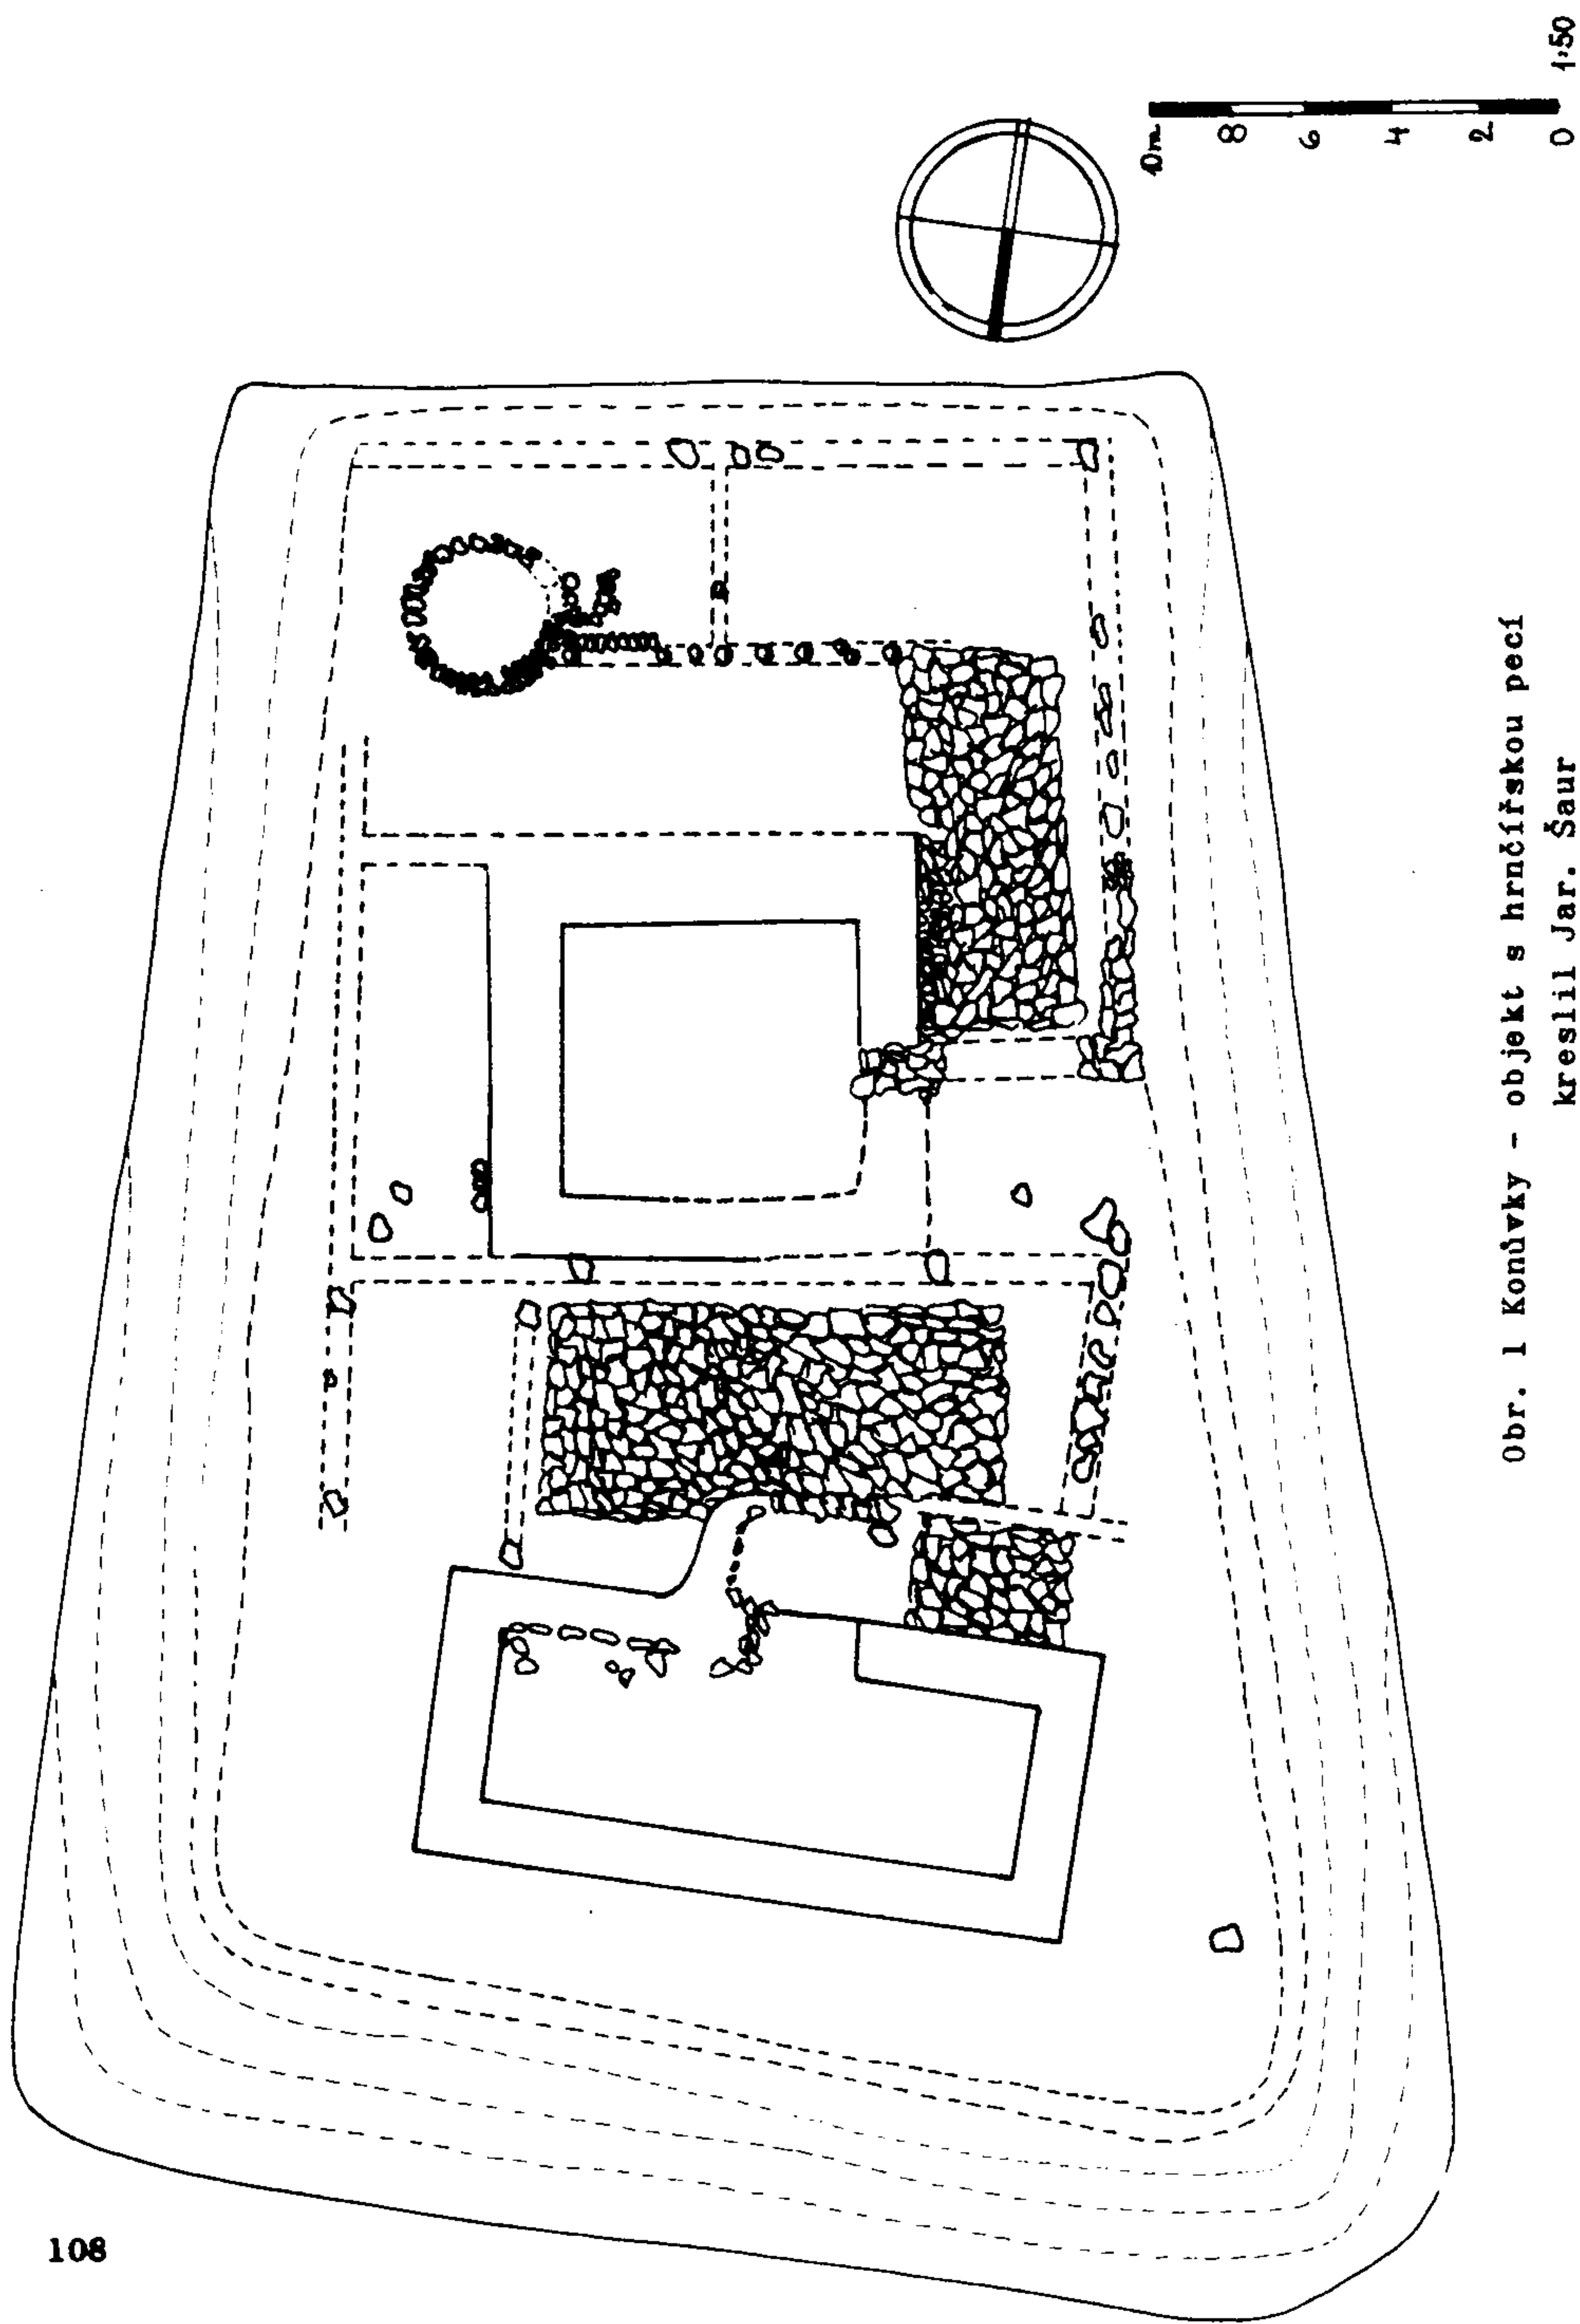 10m
8
6
4
2
0
1:50
Obr. 1 Konůvky - objekt s hrnčířskou pecí
kreslil Jar. Šaur
108